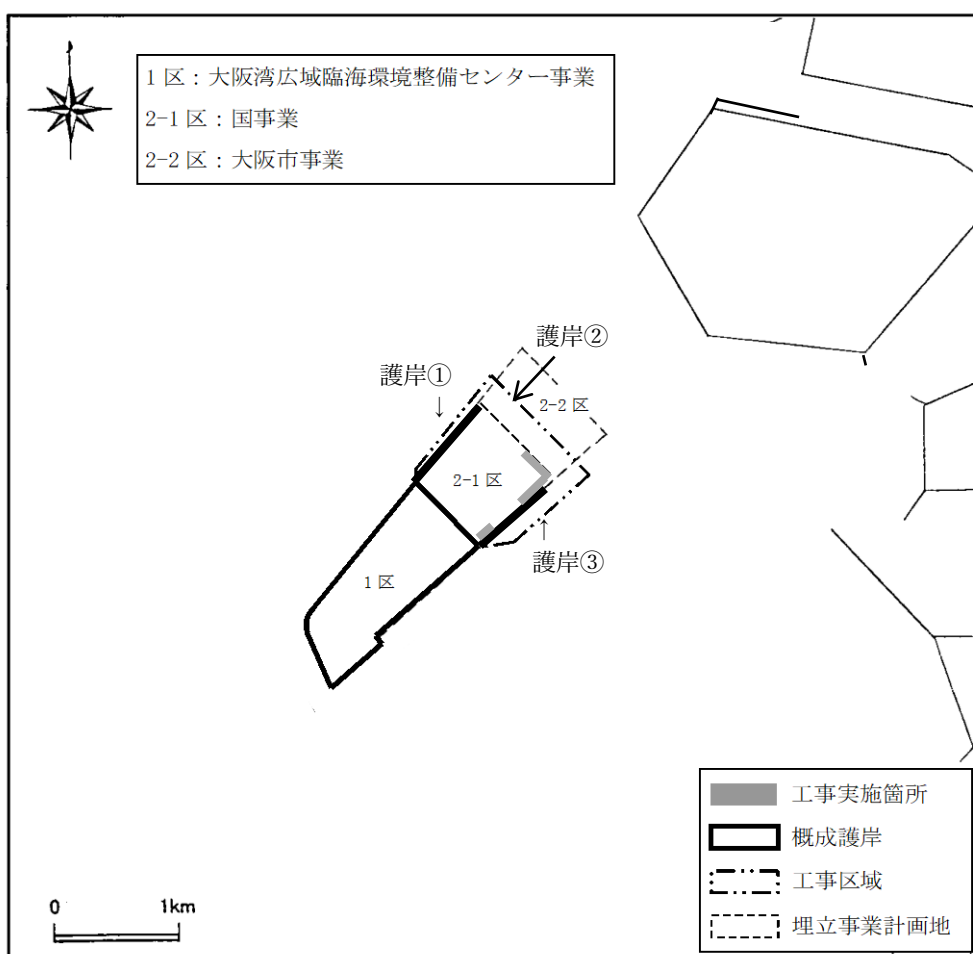 1 区：大阪湾広域臨海環境整備センター事業
2-1 区：国事業
2-2 区：大阪市事業
護岸②
護岸①
↓
2-2 区
2-1 区
↑
護岸③
1 区
工事実施箇所
概成護岸
工事区域
埋立事業計画地
0 1km